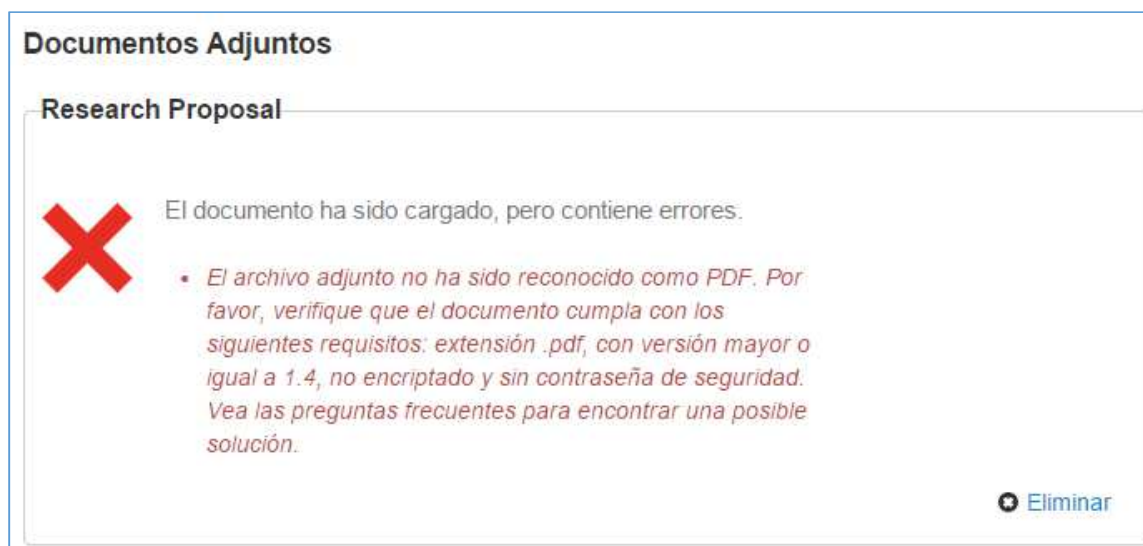 Documentos Adjuntos
Research Proposal
El documento ha sido cargado, pero contiene errores.
• El archivo adjunto no ha sido reconocido como PDF. Por
favor, verifique que el documento cumpla con los
siguientes requisitos: extensión .pdf, con versión mayor o
igual a 1.4, no encriptado y sin contraseña de seguridad.
Vea las preguntas frecuentes para encontrar una posible
solución.
Eliminar